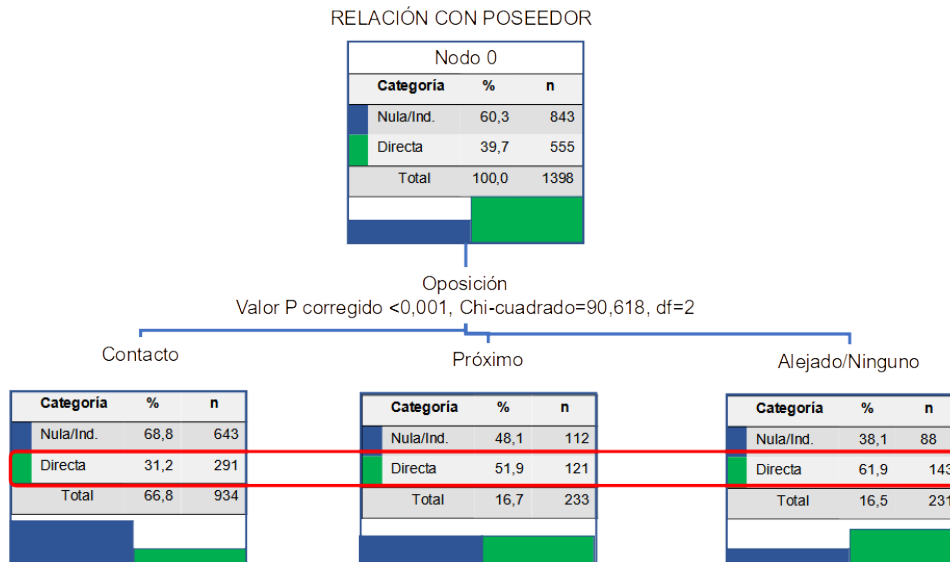 RELACIÓN CON POSEEDOR
Nodo 0
Categoría % n
Nula/Ind. 60,3 843
Directa 39,7 555
Total 100,0 1398
Oposición
Valor P corregido <0,001, Chi-cuadrado=90,618, df=2
Contacto
Categoría % n
Nula/Ind. 68,8 643
Directa 31,2 291
Total 66,8 934
Próximo
Categoría % n
Nula/Ind. 48,1 112
Directa 51,9 121
Total 16,7 233
Alejado/Ninguno
Categoría % n
Nula/Ind. 38,1 88
Directa 61,9 143
Total 16,5 231